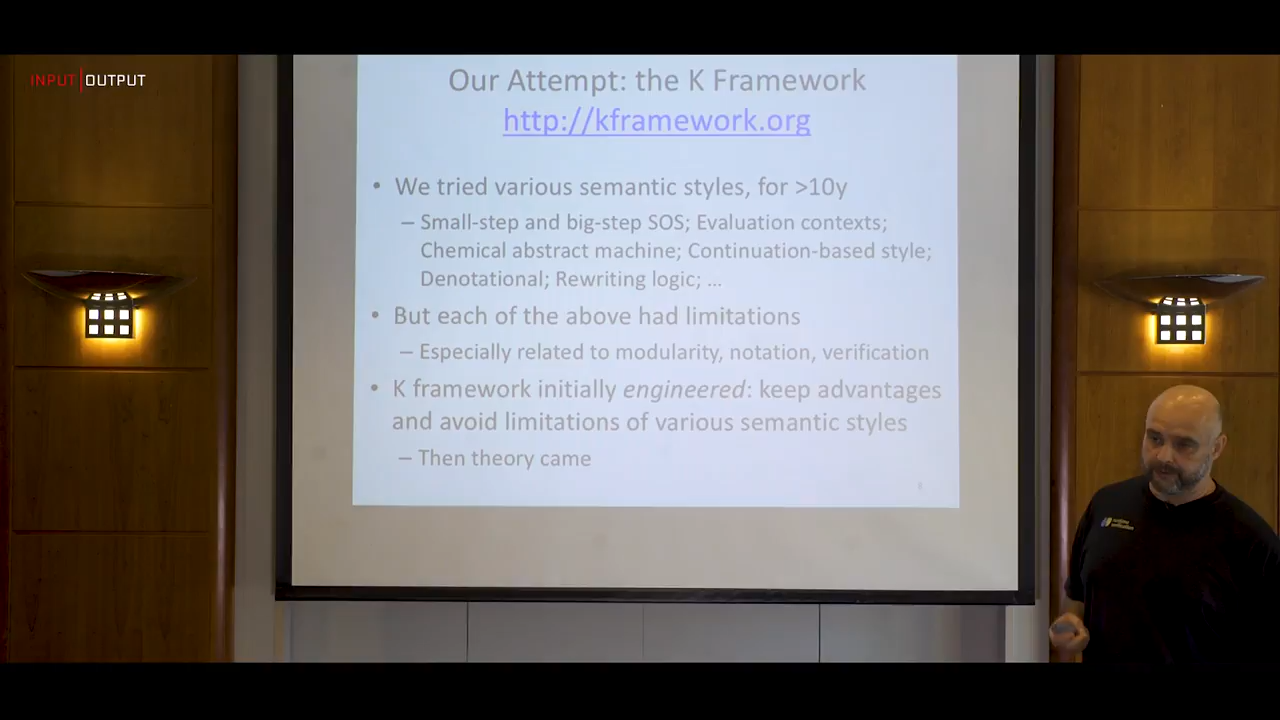 INPUT|OUTPUT
Our Attempt: the K Framework
http://kframework.org
• We tried various semantic styles, for >10y
– Small-step and big-step SOS; Evaluation contexts;
Chemical abstract machine; Continuation-based style;
Denotational; Rewriting logic; …
• But each of the above had limitations
– Especially related to modularity, notation, verification
• K framework initially engineered: keep advantages
and avoid limitations of various semantic styles
– Then theory came
runtime
verification